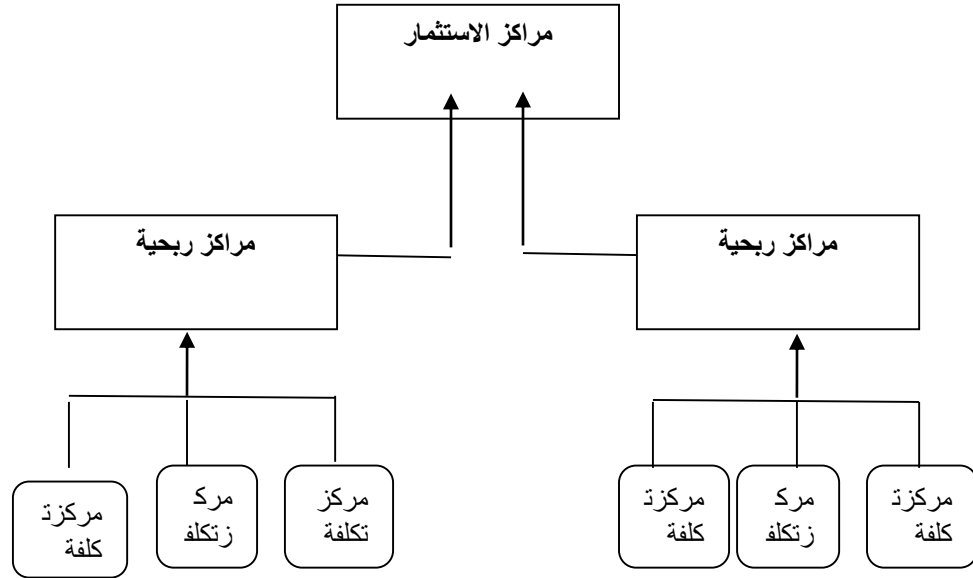 مراكز الاستثمار
مراكز ربحية
مراكز ربحية
مركزت
كلفة
مرك
زتكلف
مركز
تكلفة
مركزت
كلفة
مرك
زتكلف
مركزت
كلفة